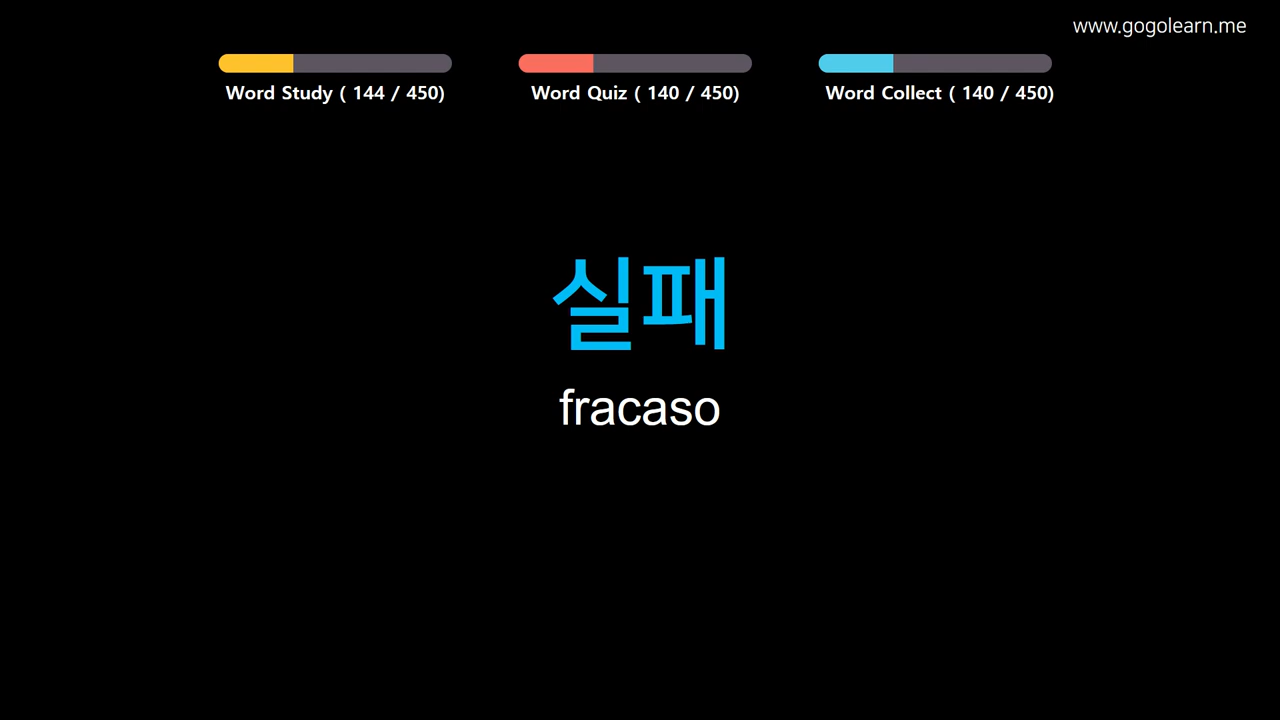 www.gogolearn.me
Word Study ( 144 / 450)
Word Quiz ( 140 / 450)
Word Collect ( 140 / 450)
실패
fracaso